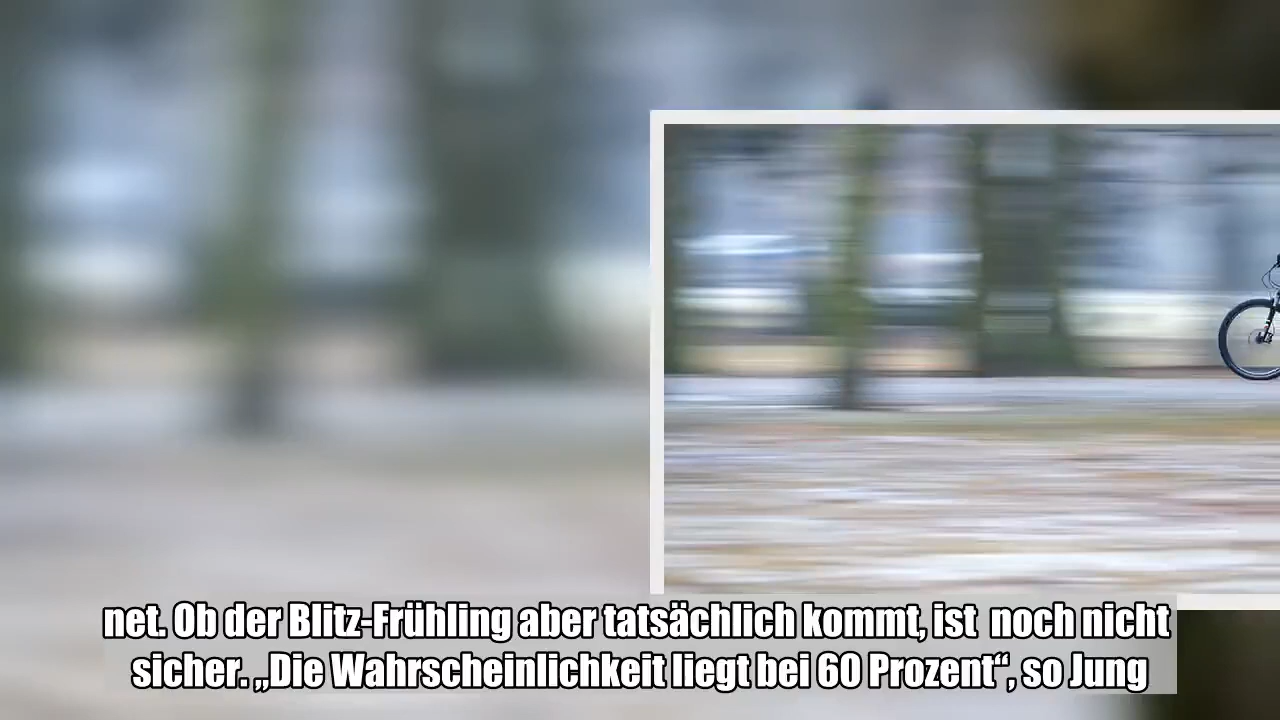 net. Ob der Blitz-Frühling aber tatsächlich kommt, ist  noch nicht
sicher. „Die Wahrscheinlichkeit liegt bei 60 Prozent“, so Jung